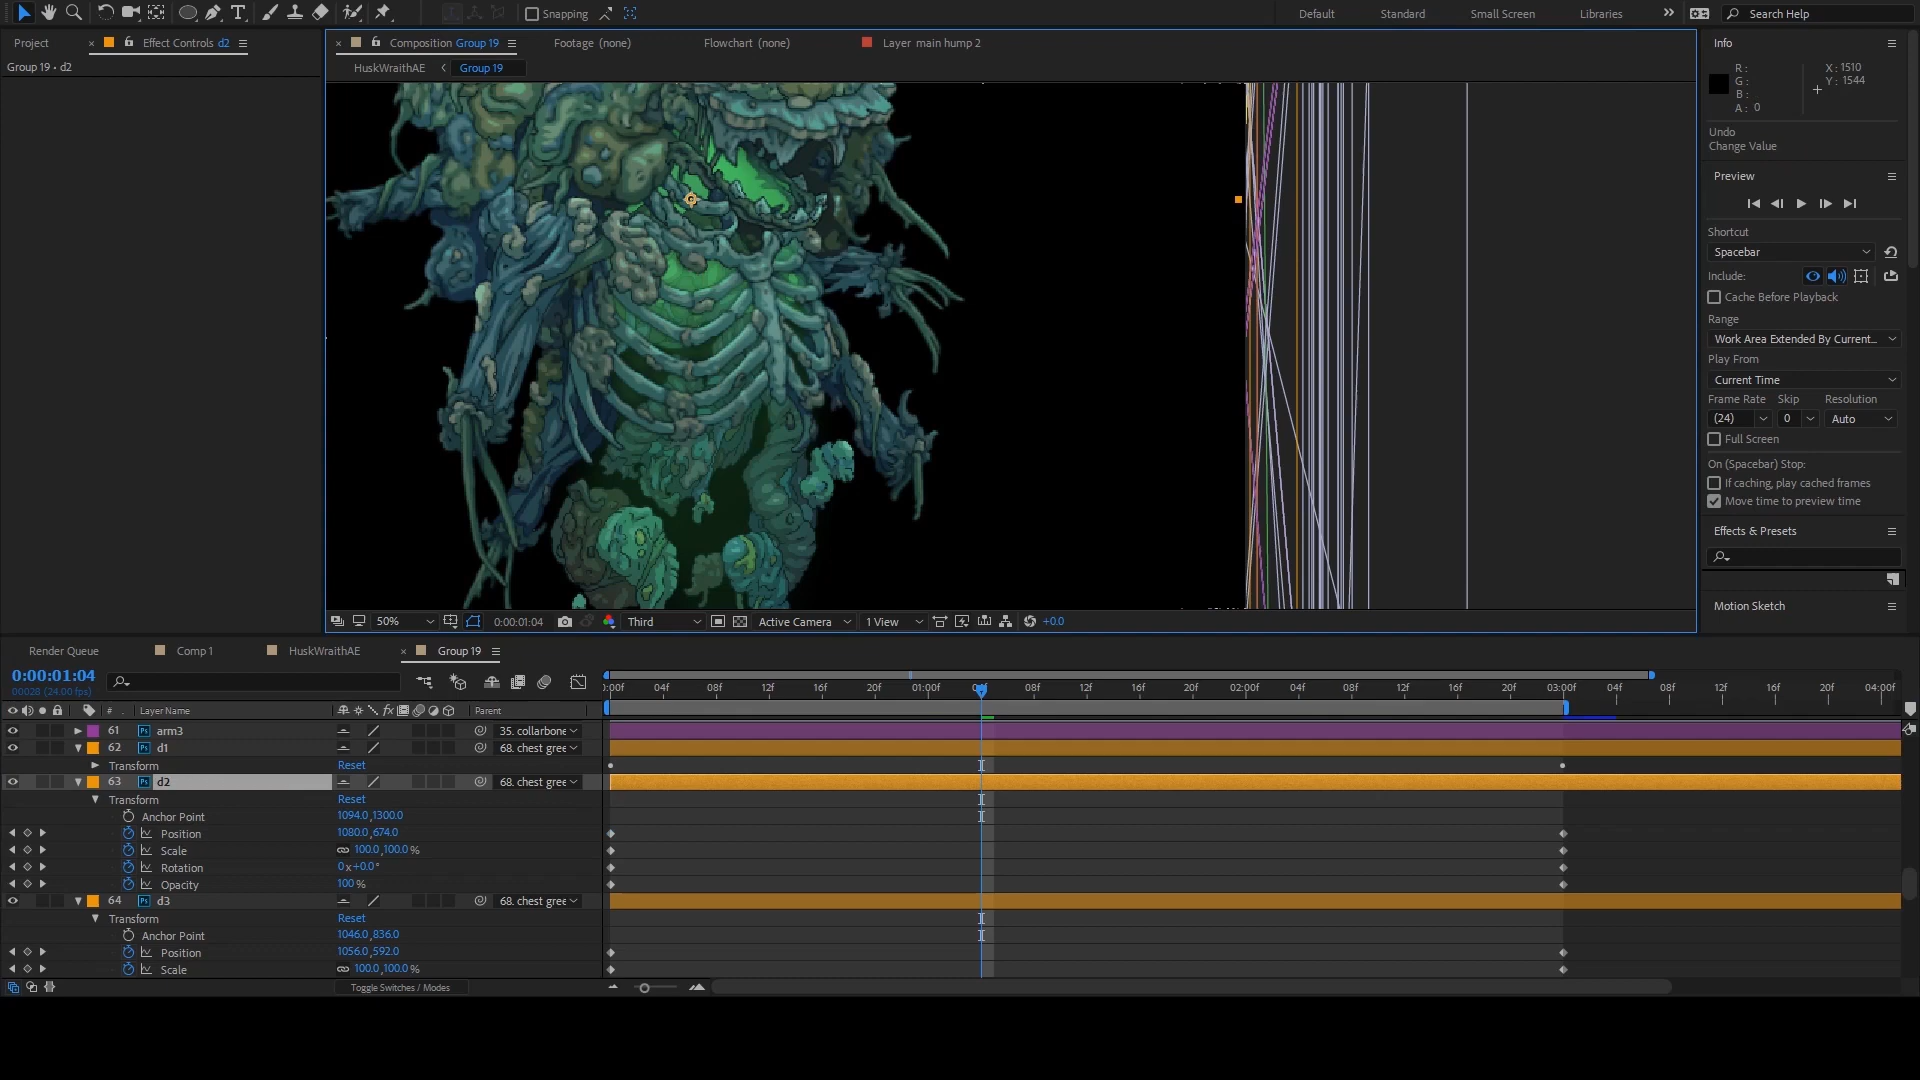 Snapping
Default
Standard
Small Screen
Libraries
Search Help
Project
Effect Controls d2
Composition Group 19
Footage (none)
Flowchart (none)
Layer main hump 2
Info
Group 19 • d2
HuskWraithAE
Group 19
R :
G :
B :
A : 0
X : 1510
Y : 1544
Undo
Change Value
Preview
Shortcut
Spacebar
Include:
Cache Before Playback
Range
Work Area Extended By Current...
Play From
Current Time
Frame Rate Skip Resolution
(24) 0 Auto
Full Screen
On (Spacebar) Stop:
If caching, play cached frames
Move time to preview time
Effects & Presets
Motion Sketch
50%
0:00:01:04
Third
Active Camera
1 View
+0.0
Render Queue
Comp 1
HuskWraithAE
Group 19
0:00:01:04
00028 (24.00 fps)
0:00f 04f 08f 12f 16f 20f 01:00f 08f 12f 16f 20f 02:00f 04f 08f 12f 16f 20f 03:00f 04f 08f 12f 16f 20f 04:00f
# . Layer Name fx Parent
61 Ps arm3 35. collarbone
62 Ps d1 68. chest gree
Transform Reset
63 Ps d2 68. chest gree
Transform Reset
Anchor Point 1094.0,1300.0
Position 1080.0,674.0
Scale 100.0,100.0 %
Rotation 0x+0.0°
Opacity 100 %
64 Ps d3 68. chest gree
Transform Reset
Anchor Point 1046.0,836.0
Position 1056.0,592.0
Scale 100.0,100.0 %
Toggle Switches / Modes